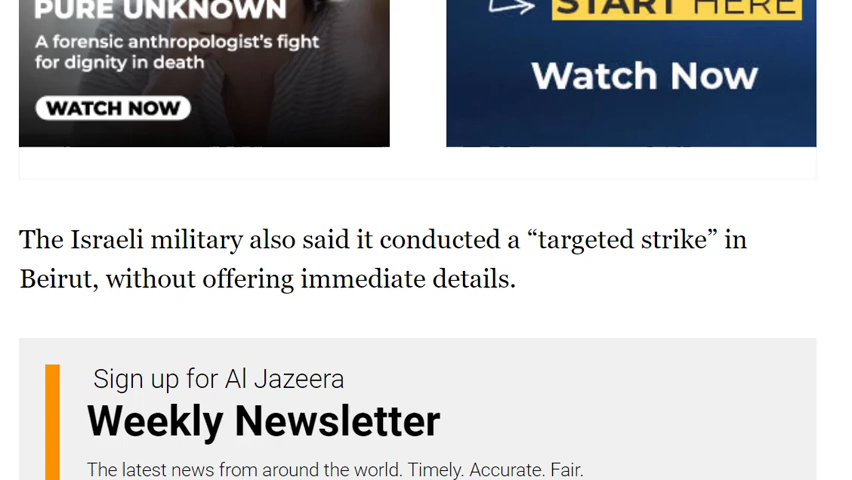 PURE UNKNOWN
A forensic anthropologist's fight
for dignity in death
WATCH NOW
START HERE
Watch Now
The Israeli military also said it conducted a “targeted strike” in
Beirut, without offering immediate details.
Sign up for Al Jazeera
Weekly Newsletter
The latest news from around the world. Timely. Accurate. Fair.